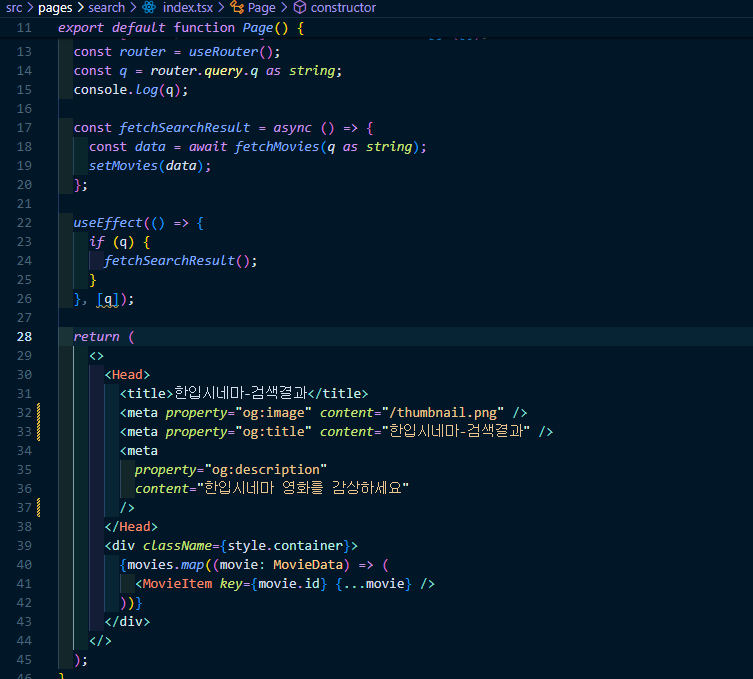 src > pages > search > index.tsx > Page > constructor
11 export default function Page() {
13 const router = useRouter();
14 const q = router.query.q as string;
15 console.log(q);
16
17 const fetchSearchResult = async () => {
18 const data = await fetchMovies(q as string);
19 setMovies(data);
20 };
21
22 useEffect(() => {
23 if (q) {
24 fetchSearchResult();
25 }
26 }, [q]);
27
28 return (
29 <>
30 <Head>
31 <title>한입시네마-검색결과</title>
32 <meta property="og:image" content="/thumbnail.png" />
33 <meta property="og:title" content="한입시네마-검색결과" />
34 <meta
35 property="og:description"
36 content="한입시네마 영화를 감상하세요"
37 />
38 </Head>
39 <div className={style.container}>
40 {movies.map((movie: MovieData) => (
41 <MovieItem key={movie.id} {...movie} />
42 ))}
43 </div>
44 </>
45 );
46 }